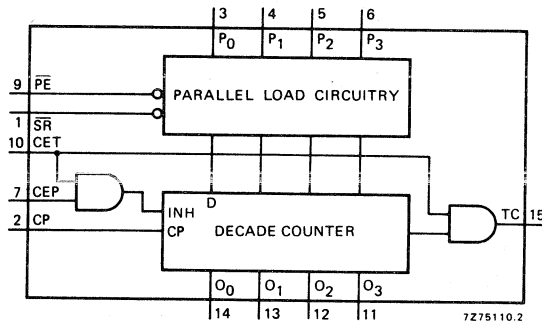 3 4 5 6
P0 P1 P2 P3
9 PE
PARALLEL LOAD CIRCUITRY
1 SR
10 CET
D
7 CEP
INH
TC 15
2 CP
CP
DECADE COUNTER
O0 O1 O2 O3
14 13 12 11
7Z75110.2